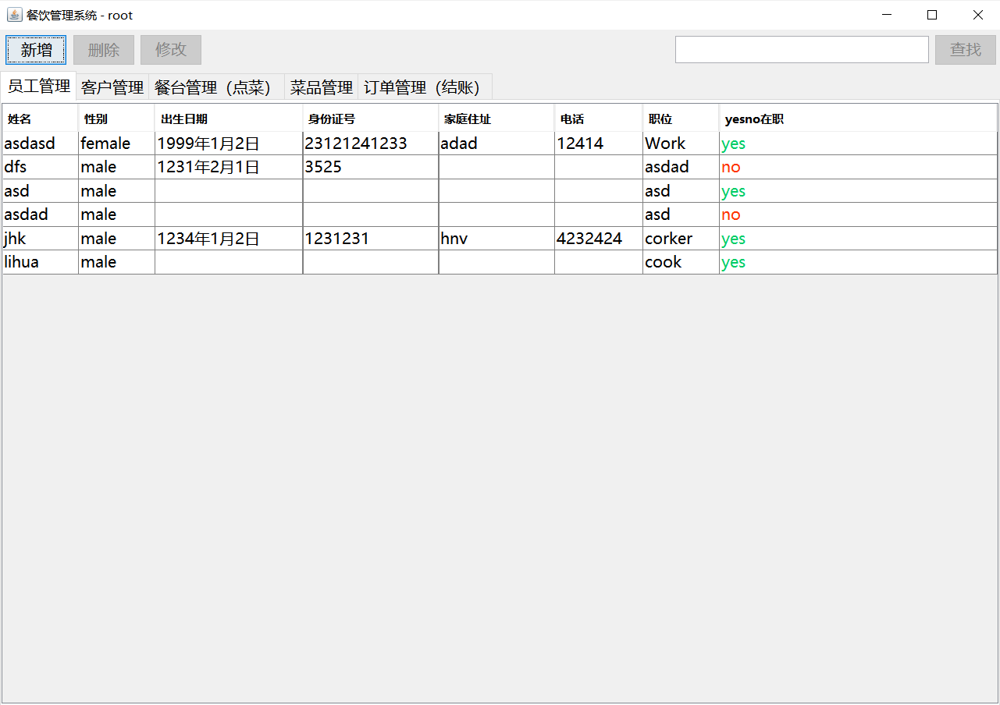 餐饮管理系统 - root
新增 删除 修改 查找
员工管理 客户管理 餐台管理（点菜） 菜品管理 订单管理（结账）
姓名 性别 出生日期 身份证号 家庭住址 电话 职位 yesno在职
asdasd female 1999年1月2日 23121241233 adad 12414 Work yes
dfs male 1231年2月1日 3525 asdad no
asd male asd yes
asdad male asd no
jhk male 1234年1月2日 1231231 hnv 4232424 corker yes
lihua male cook yes